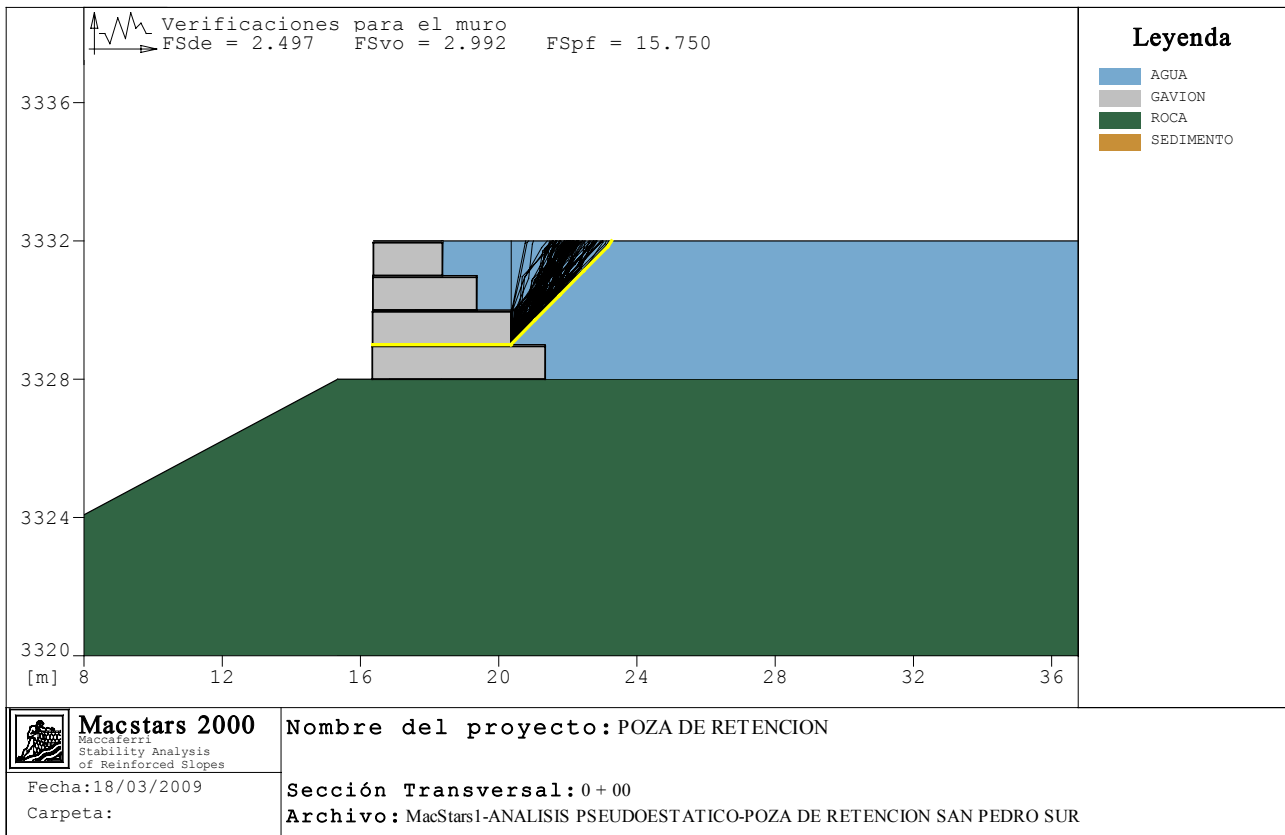 Verificaciones para el muro
FSde = 2.497 FSvo = 2.992 FSpf = 15.750
3336
3332
3328
3324
3320
[m] 8 12 16 20 24 28 32 36
Leyenda
AGUA
GAVION
ROCA
SEDIMENTO
Macstars 2000
Maccaferri
Stability Analysis
of Reinforced Slopes
Fecha:18/03/2009
Carpeta:
Nombre del proyecto: POZA DE RETENCION
Sección Transversal: 0 + 00
Archivo: MacStars1-ANALISIS PSEUDOESTATICO-POZA DE RETENCION SAN PEDRO SUR